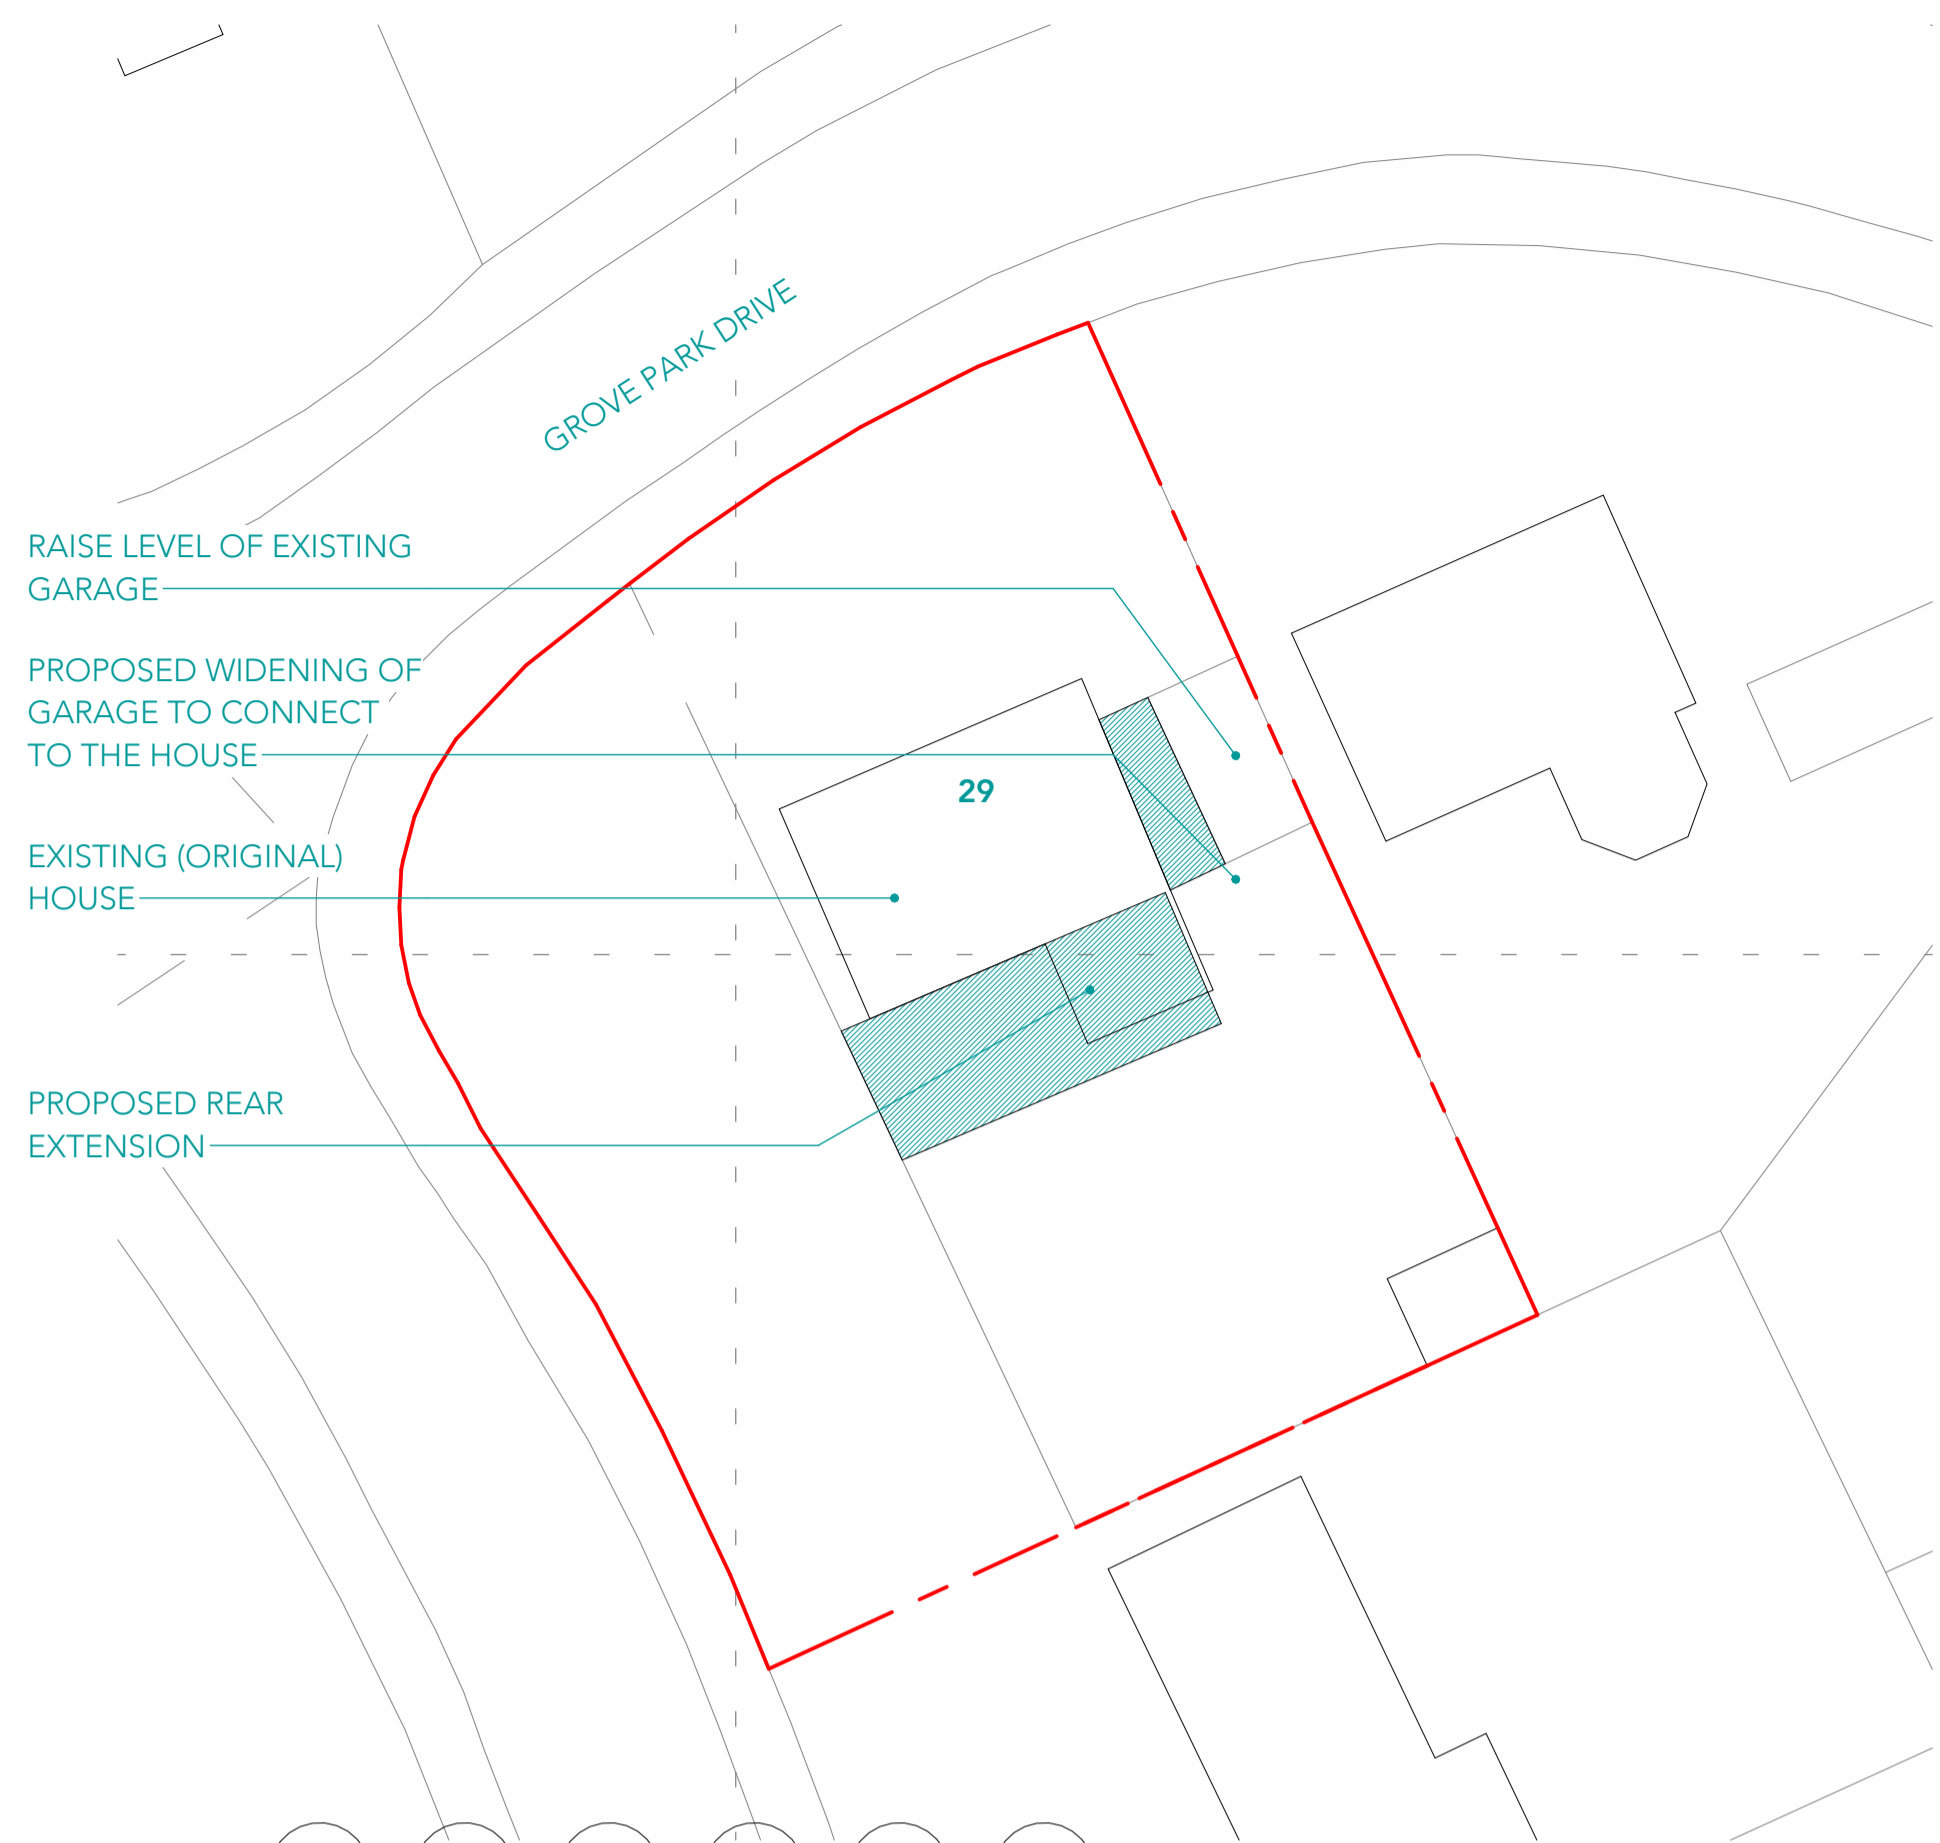 GROVE PARK DRIVE
RAISE LEVEL OF EXISTING
GARAGE
PROPOSED WIDENING OF
GARAGE TO CONNECT
TO THE HOUSE
29
EXISTING (ORIGINAL)
HOUSE
PROPOSED REAR
EXTENSION